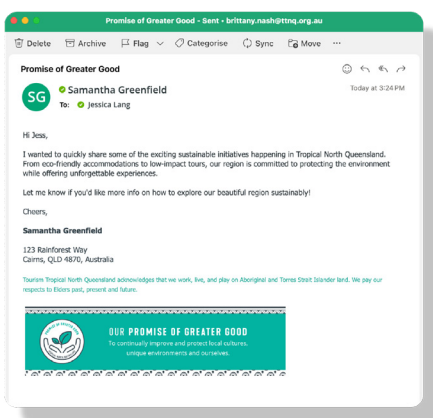 Promise of Greater Good - Sent • brittany.nash@ttnq.org.au
Delete Archive Flag Categorise Sync Move ...
Promise of Greater Good
SG
Samantha Greenfield
Today at 3:24PM
To: Jessica Lang
Hi Jess,
I wanted to quickly share some of the exciting sustainable initiatives happening in Tropical North Queensland.
From eco-friendly accommodations to low-impact tours, our region is committed to protecting the environment
while offering unforgettable experiences.
Let me know if you'd like more info on how to explore our beautiful region sustainably!
Cheers,
Samantha Greenfield
123 Rainforest Way
Cairns, QLD 4870, Australia
Tourism Tropical North Queensland acknowledges that we work, live, and play on Aboriginal and Torres Strait Islander land. We pay our
respects to Elders past, present and future.
OUR PROMISE OF GREATER GOOD
To continually improve and protect local cultures,
unique environments and ourselves.